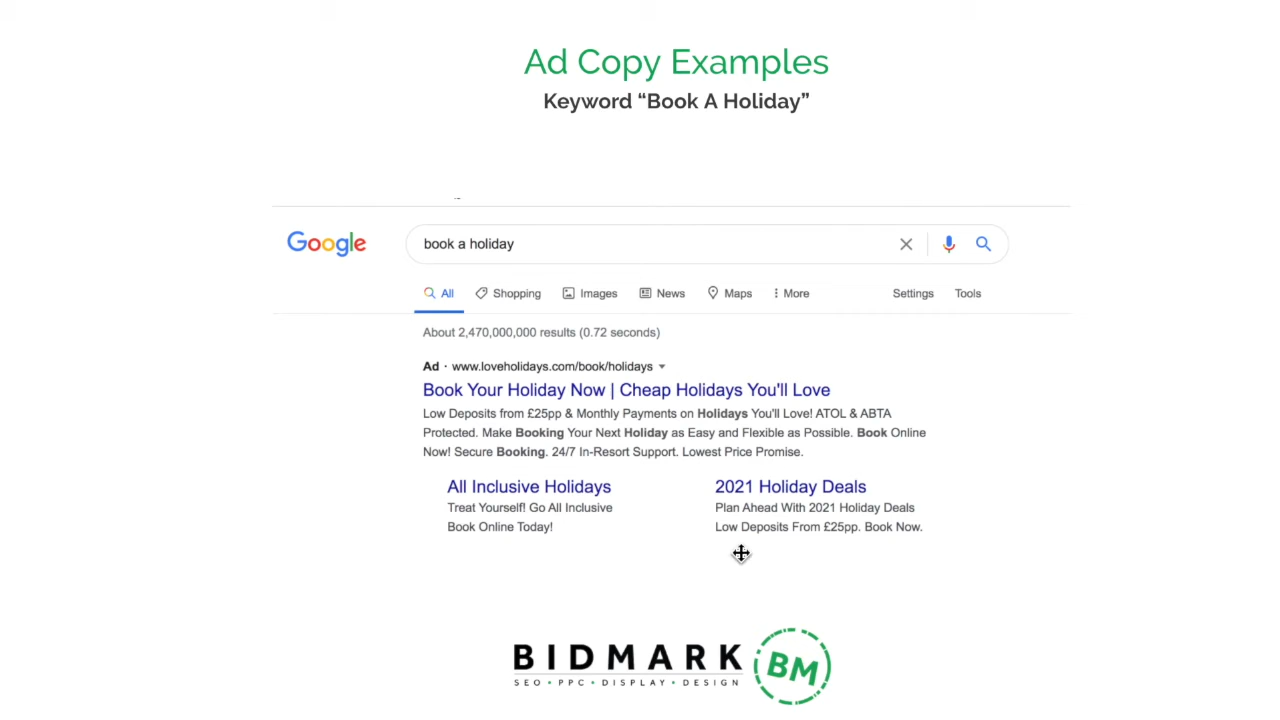 Ad Copy Examples
Keyword “Book A Holiday”
Google
book a holiday
All Shopping Images News Maps More Settings Tools
About 2,470,000,000 results (0.72 seconds)
Ad · www.loveholidays.com/book/holidays
Book Your Holiday Now | Cheap Holidays You'll Love
Low Deposits from £25pp & Monthly Payments on Holidays You'll Love! ATOL & ABTA
Protected. Make Booking Your Next Holiday as Easy and Flexible as Possible. Book Online
Now! Secure Booking. 24/7 In-Resort Support. Lowest Price Promise.
All Inclusive Holidays
Treat Yourself! Go All Inclusive
Book Online Today!
2021 Holiday Deals
Plan Ahead With 2021 Holiday Deals
Low Deposits From £25pp. Book Now.
BIDMARK
SEO • PPC • DISPLAY • DESIGN
BM